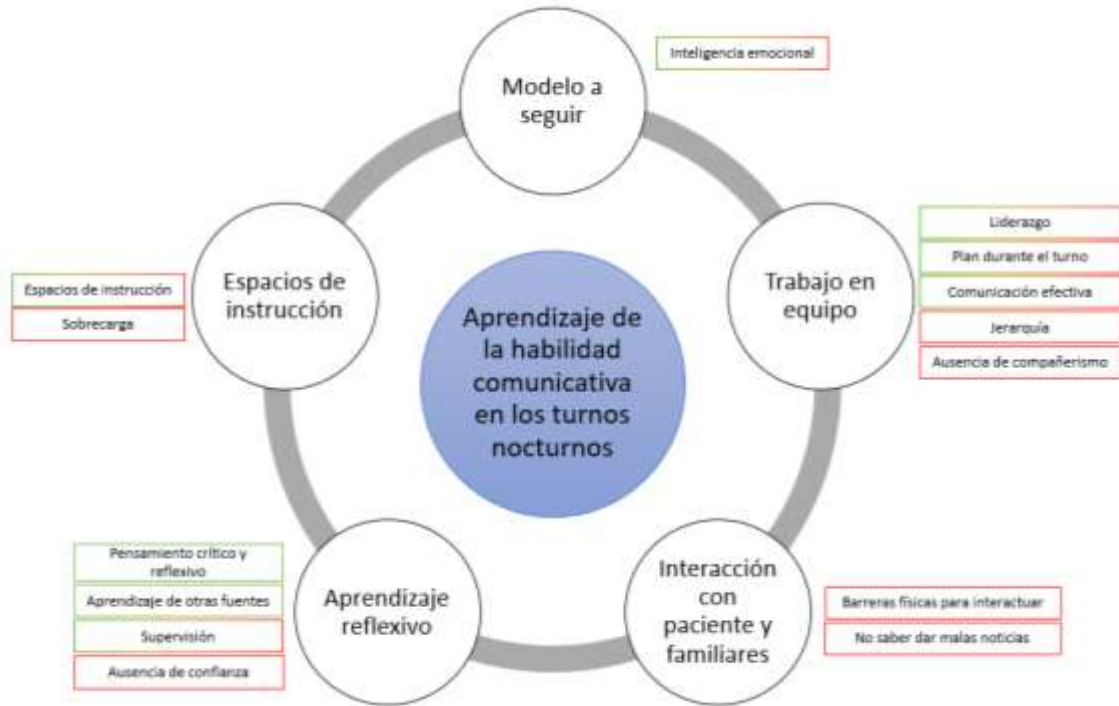 Inteligencia emocional
Modelo a
seguir
Liderazgo
Plan durante el turno
Comunicación efectiva
Jerarquía
Ausencia de compañerismo
Trabajo en
equipo
Espacios de
instrucción
Espacios de instrucción
Sobrecarga
Aprendizaje de
la habilidad
comunicativa
en los turnos
nocturnos
Pensamiento crítico y
reflexivo
Aprendizaje de otras fuentes
Supervisión
Ausencia de confianza
Aprendizaje
reflexivo
Interacción
con
paciente y
familiares
Barreras físicas para interactuar
No saber dar malas noticias